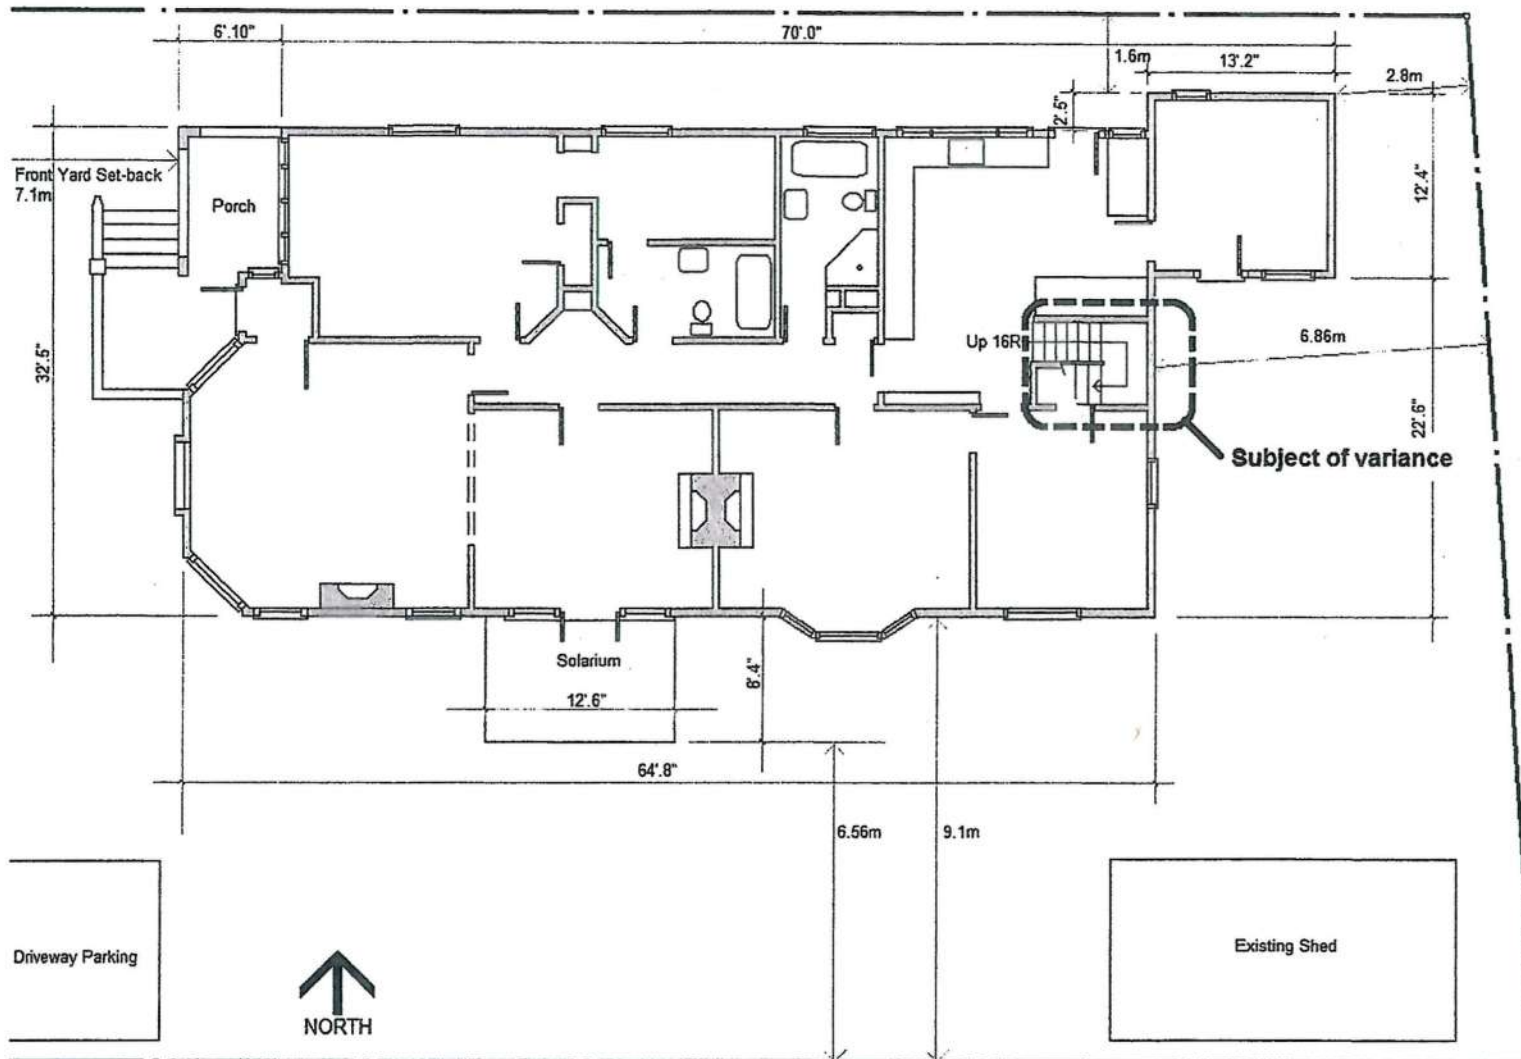 6'.10"
70'.0"
1.6m
13'.2"
2.8m
2'.5"
Front Yard Set-back
7.1m
Porch
12'.4"
32'.5"
Up 16R
6.86m
22'.6"
Subject of variance
Solarium
12'.6"
8'.4"
64'.8"
6.56m
9.1m
Driveway Parking
Existing Shed
NORTH